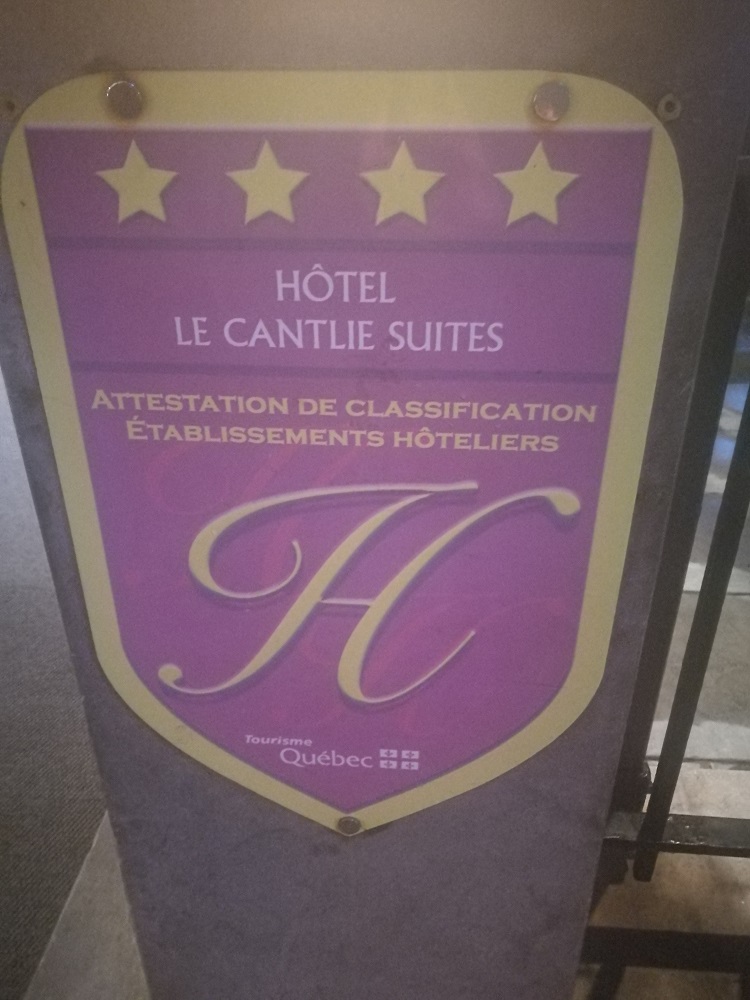 HÔTEL
LE CANTLIE SUITES
ATTESTATION DE CLASSIFICATION
ÉTABLISSEMENTS HÔTELIERS
H
Tourisme
Québec